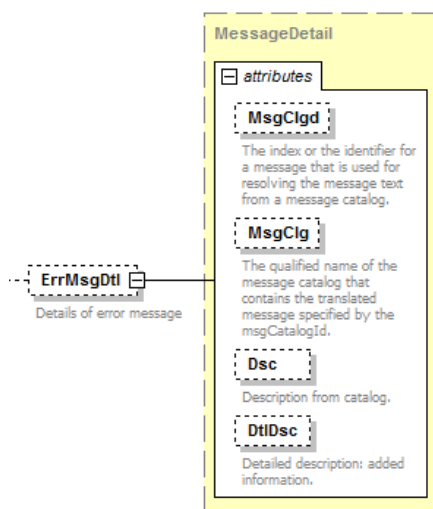 MessageDetail
attributes
MsgClgd
The index or the identifier for
a message that is used for
resolving the message text
from a message catalog.
MsgClg
The qualified name of the
message catalog that
contains the translated
message specified by the
msgCatalogId.
ErrMsgDtl
Details of error message
Dsc
Description from catalog.
DtlDsc
Detailed description: added
information.